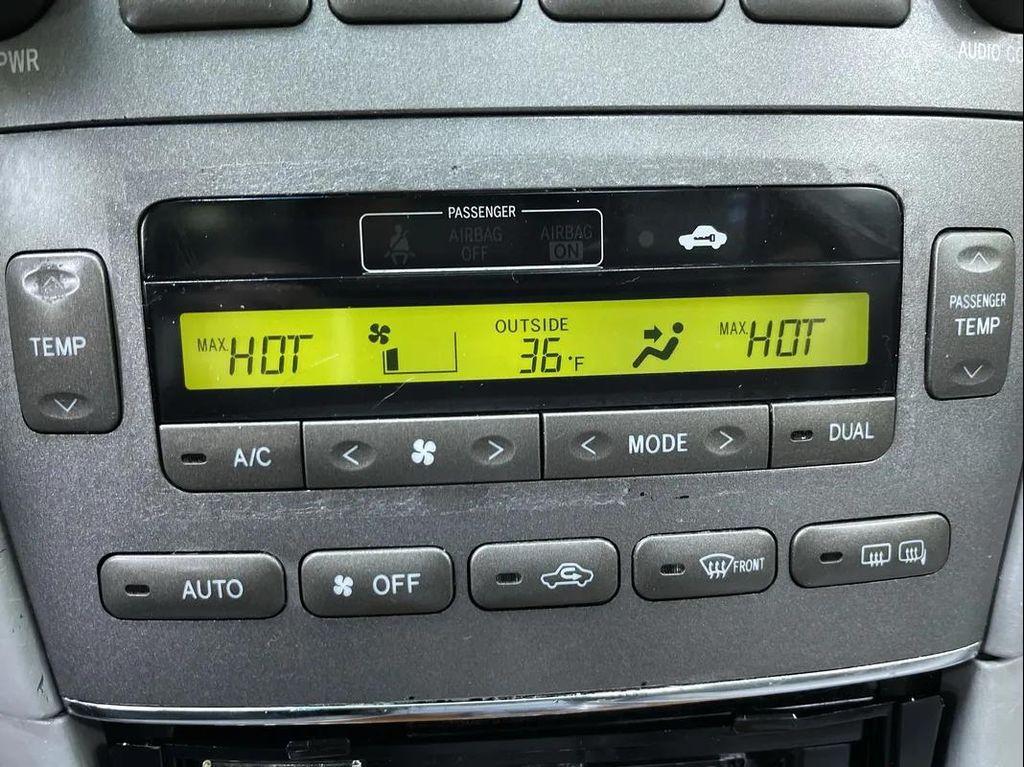 PWR
AUDIO CO
PASSENGER
AIRBAG OFF
AIRBAG ON
TEMP
MAX HOT
OUTSIDE
36°F
MAX HOT
PASSENGER
TEMP
A/C
< >
< MODE >
DUAL
AUTO
OFF
FRONT